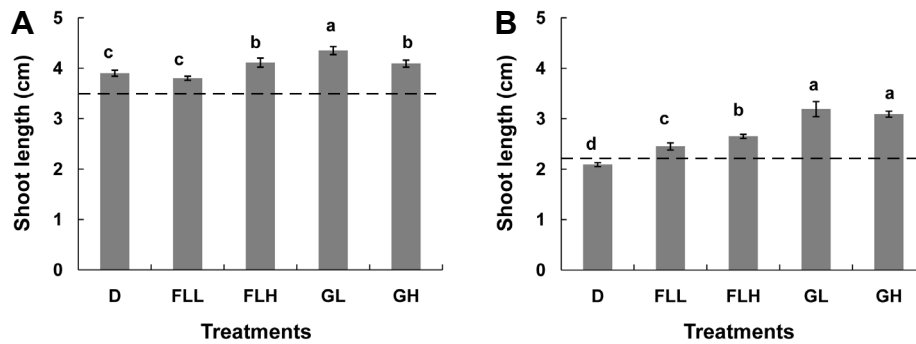 A
Shoot length (cm)
5
4
3
2
1
0
c
c
b
a
b
D FLL FLH GL GH
Treatments
B
Shoot length (cm)
5
4
3
2
1
0
d
c
b
a
a
D FLL FLH GL GH
Treatments